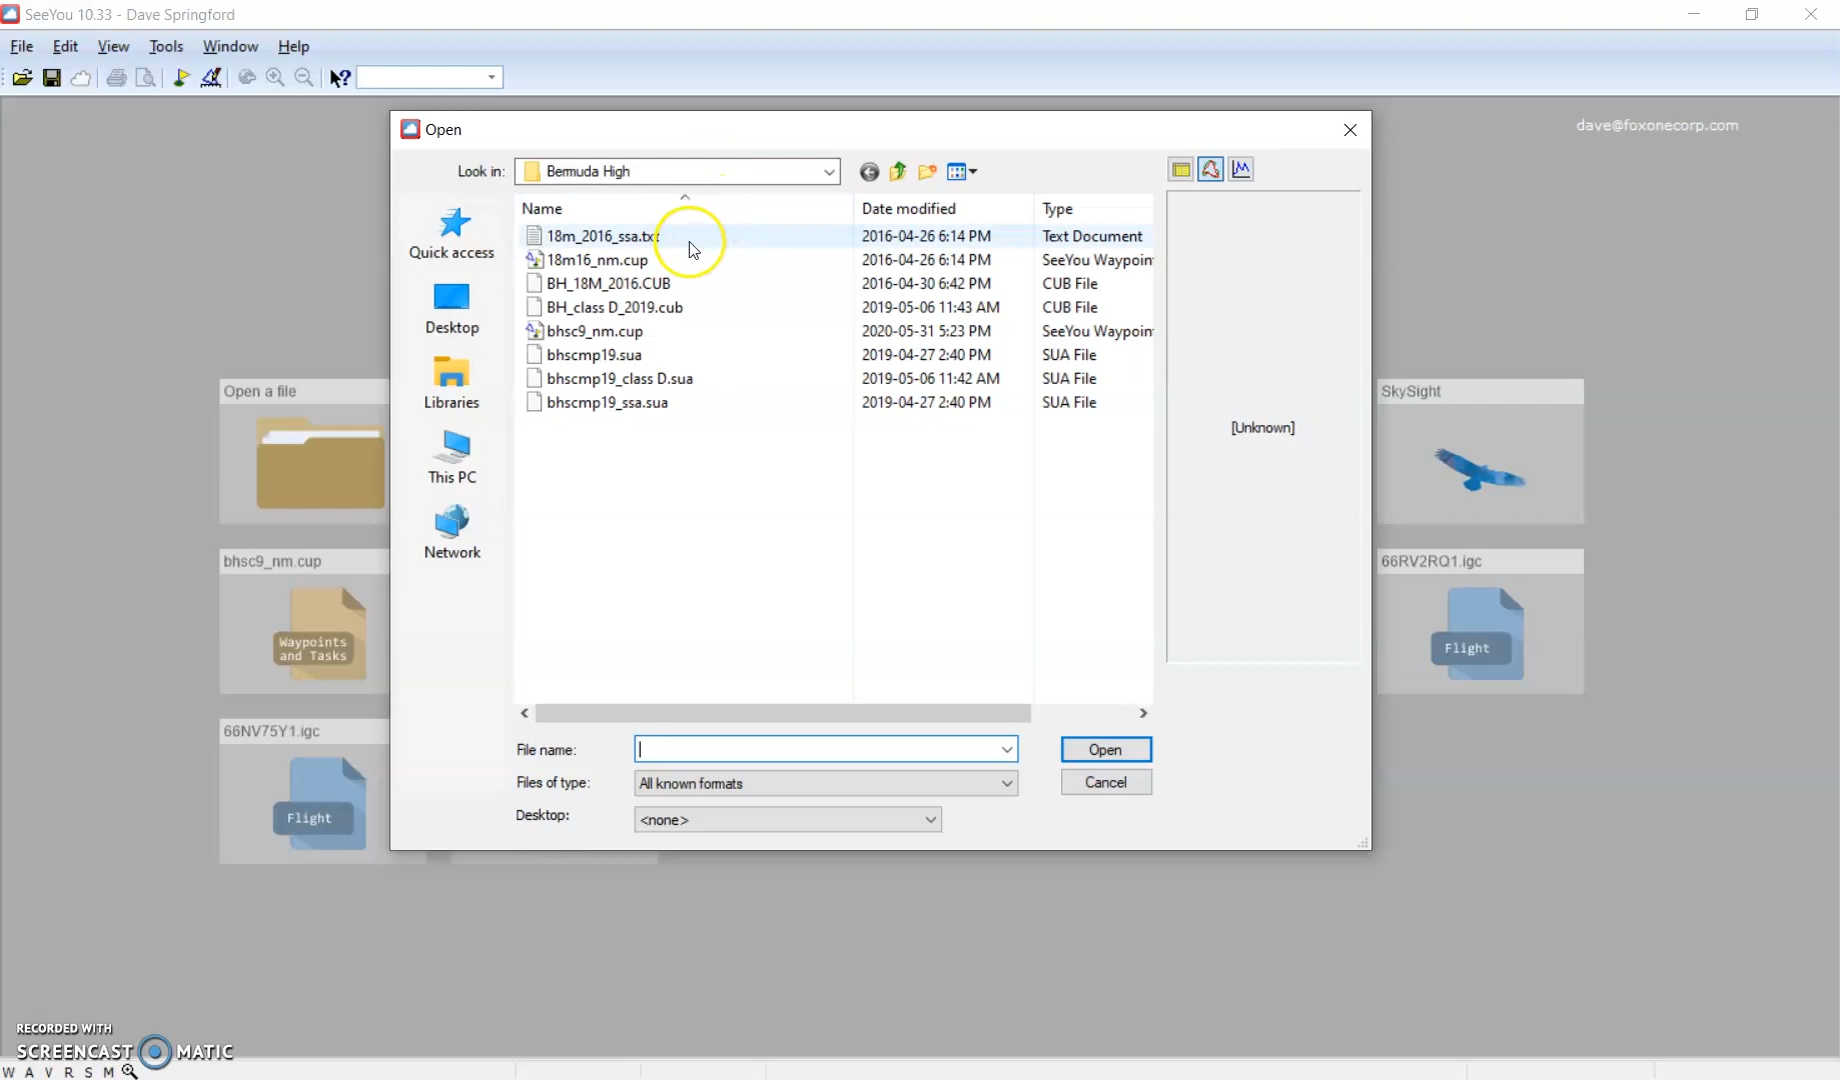 SeeYou 10.33 - Dave Springford
File Edit View Tools Window Help
dave@foxonecorp.com
Open
Look in: Bermuda High
Quick access
Desktop
Libraries
This PC
Network
Name Date modified Type
18m_2016_ssa.txt 2016-04-26 6:14 PM Text Document
18m16_nm.cup 2016-04-26 6:14 PM SeeYou Waypoin
BH_18M_2016.CUB 2016-04-30 6:42 PM CUB File
BH_class D_2019.cub 2019-05-06 11:43 AM CUB File
bhsc9_nm.cup 2020-05-31 5:23 PM SeeYou Waypoin
bhscmp19.sua 2019-04-27 2:40 PM SUA File
bhscmp19_class D.sua 2019-05-06 11:42 AM SUA File
bhscmp19_ssa.sua 2019-04-27 2:40 PM SUA File
[Unknown]
File name: Open
Files of type: All known formats Cancel
Desktop: <none>
Open a file
bhsc9_nm.cup
Waypoints
and Tasks
66NV75Y1.igc
Flight
SkySight
66RV2RQ1.igc
Flight
RECORDED WITH
SCREENCAST MATIC
W A V R S M